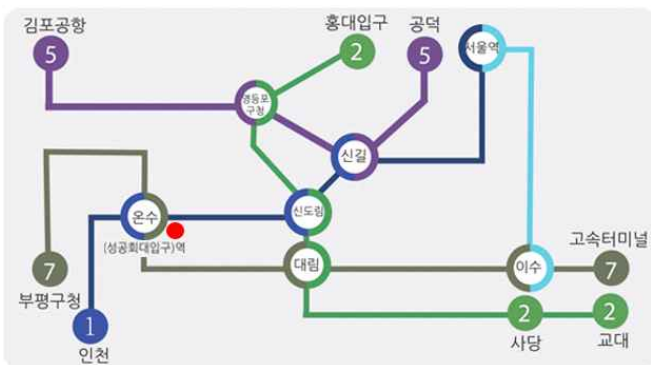 김포공항
5
홍대입구
2
공덕
5
서울역
영등포
구청
신길
온수
(성공회대입구)역
신도림
대림
이수
고속터미널
7
7
부평구청
1
인천
2
사당
2
교대